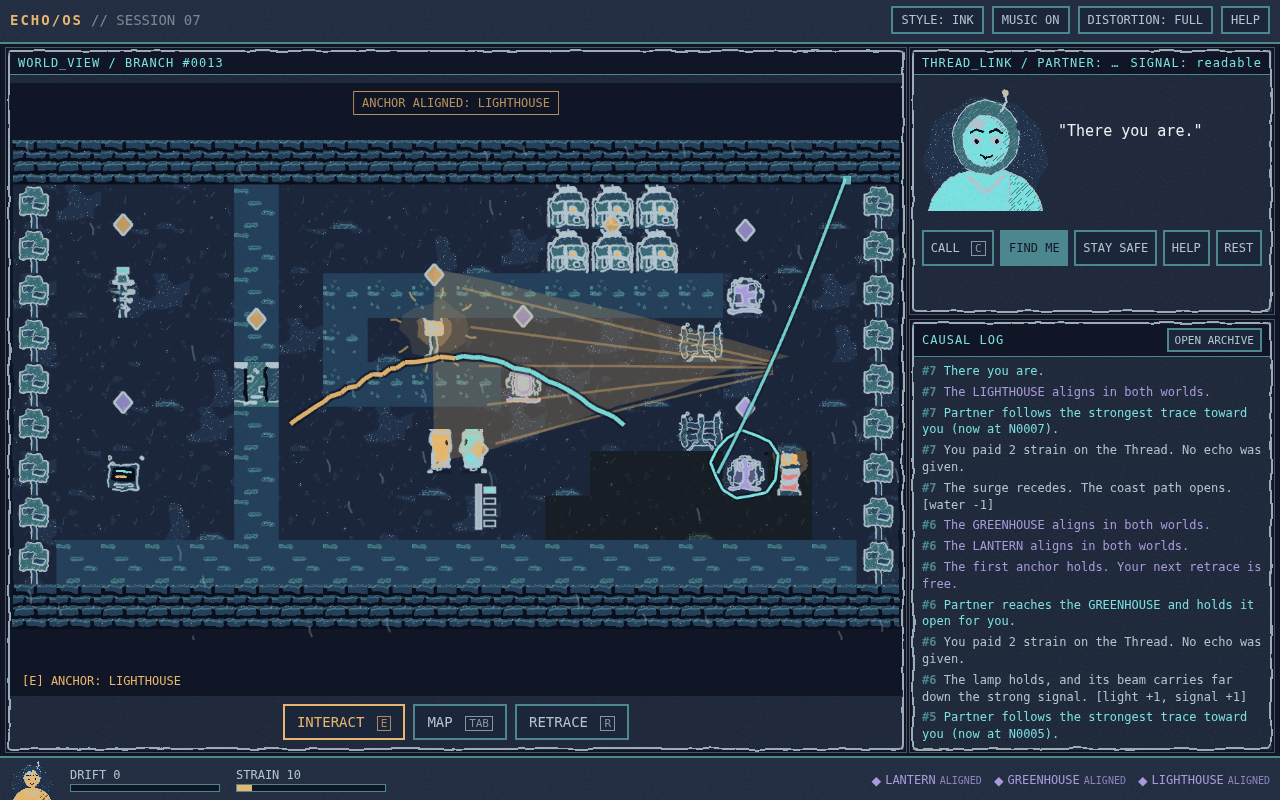 ECHO/OS // SESSION 07
STYLE: INK
MUSIC ON
DISTORTION: FULL
HELP
WORLD_VIEW / BRANCH #0013
ANCHOR ALIGNED: LIGHTHOUSE
[E] ANCHOR: LIGHTHOUSE
INTERACT E
MAP TAB
RETRACE R
THREAD_LINK / PARTNER: … SIGNAL: readable
"There you are."
CALL C
FIND ME
STAY SAFE
HELP
REST
CAUSAL LOG
OPEN ARCHIVE
#7 There you are.
#7 The LIGHTHOUSE aligns in both worlds.
#7 Partner follows the strongest trace toward
you (now at N0007).
#7 You paid 2 strain on the Thread. No echo was
given.
#7 The surge recedes. The coast path opens.
[water -1]
#6 The GREENHOUSE aligns in both worlds.
#6 The LANTERN aligns in both worlds.
#6 The first anchor holds. Your next retrace is
free.
#6 Partner reaches the GREENHOUSE and holds it
open for you.
#6 You paid 2 strain on the Thread. No echo was
given.
#6 The lamp holds, and its beam carries far
down the strong signal. [light +1, signal +1]
#5 Partner follows the strongest trace toward
you (now at N0005).
DRIFT 0
STRAIN 10
LANTERN ALIGNED
GREENHOUSE ALIGNED
LIGHTHOUSE ALIGNED